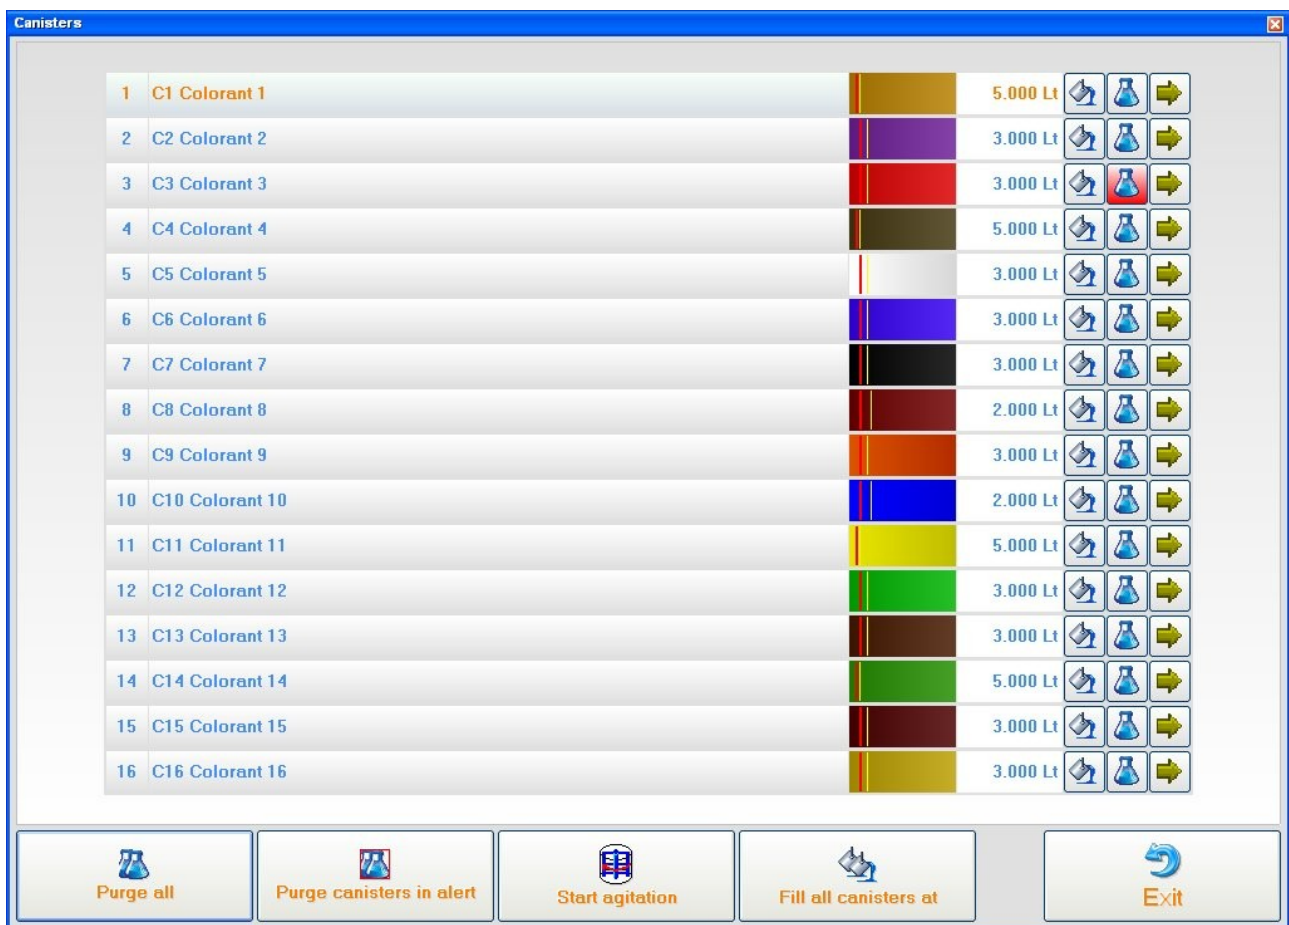 Canisters
1 C1 Colorant 1 5.000 Lt
2 C2 Colorant 2 3.000 Lt
3 C3 Colorant 3 3.000 Lt
4 C4 Colorant 4 5.000 Lt
5 C5 Colorant 5 3.000 Lt
6 C6 Colorant 6 3.000 Lt
7 C7 Colorant 7 3.000 Lt
8 C8 Colorant 8 2.000 Lt
9 C9 Colorant 9 3.000 Lt
10 C10 Colorant 10 2.000 Lt
11 C11 Colorant 11 5.000 Lt
12 C12 Colorant 12 3.000 Lt
13 C13 Colorant 13 3.000 Lt
14 C14 Colorant 14 5.000 Lt
15 C15 Colorant 15 3.000 Lt
16 C16 Colorant 16 3.000 Lt
Purge all
Purge canisters in alert
Start agitation
Fill all canisters at
Exit